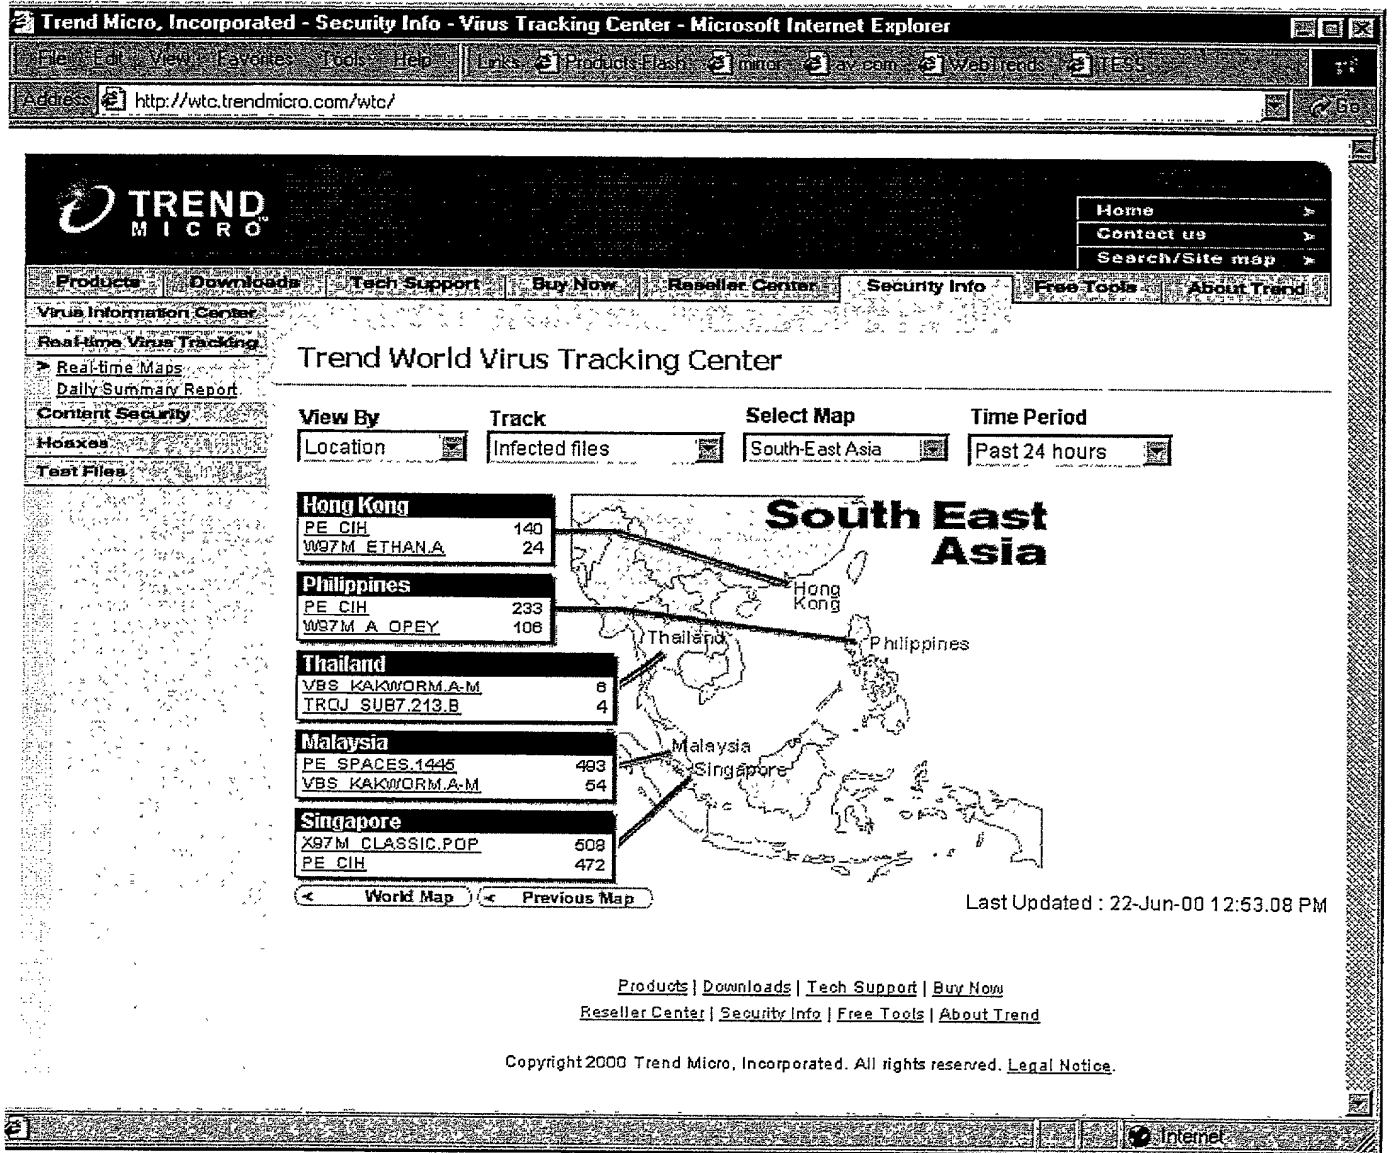 Trend Micro, Incorporated - Security Info - Virus Tracking Center - Microsoft Internet Explorer
File Edit View Favorites Tools Help Links Products Flash mirror av com WebTrends TESS
Address http://wtc.trendmicro.com/wtc/ Go
TREND
MICRO
Home
Contact us
Search/Site map
Products Downloads Tech Support Buy Now Reseller Center Security Info Free Tools About Trend
Virus Information Center
Real-time Virus Tracking
Real-time Maps
Daily Summary Report
Content Security
Hoaxes
Test Files
Trend World Virus Tracking Center
View By Track Select Map Time Period
Location Infected files South-East Asia Past 24 hours
South East
Asia
Hong Kong
PE_CIH 140
W97M_ETHAN.A 24
Philippines
PE_CIH 233
W97M_A_OPEY 106
Thailand
VBS_KAKWORM.A-M 6
TROJ_SUB7.213.B 4
Malaysia
PE_SPACES.1445 493
VBS_KAKWORM.A-M 54
Singapore
X97M_CLASSIC.POP 508
PE_CIH 472
Hong
Kong
Thailand
Philippines
Malaysia
Singapore
< World Map < Previous Map
Last Updated : 22-Jun-00 12:53.08 PM
Products | Downloads | Tech Support | Buy Now
Reseller Center | Security Info | Free Tools | About Trend
Copyright 2000 Trend Micro, Incorporated. All rights reserved. Legal Notice.
Internet